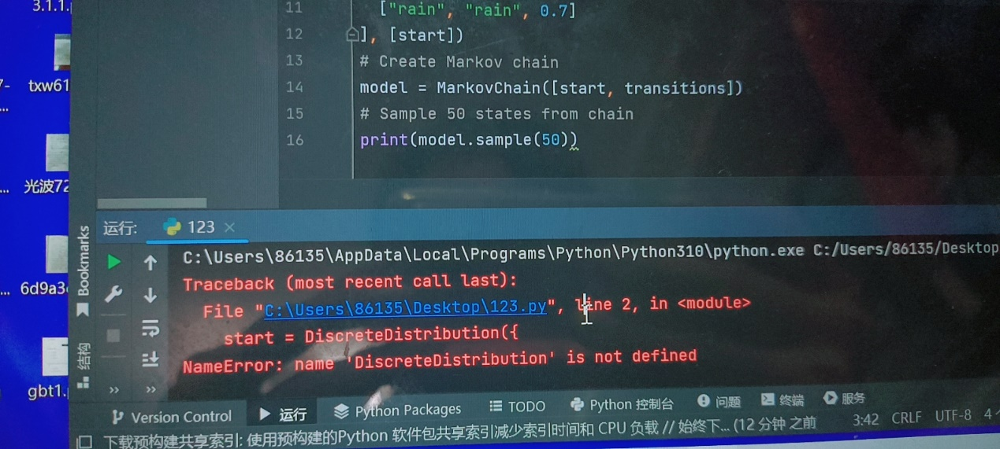 3.1.1.
txw61
光波72
6d9a3
gbt1.
11 ["rain", "rain", 0.7]
12 ], [start])
13 # Create Markov chain
14 model = MarkovChain([start, transitions])
15 # Sample 50 states from chain
16 print(model.sample(50))
运行: 123
Bookmarks
结构
C:\Users\86135\AppData\Local\Programs\Python\Python310\python.exe C:/Users/86135/Desktop
Traceback (most recent call last):
File "C:\Users\86135\Desktop\123.py", line 2, in <module>
start = DiscreteDistribution({
NameError: name 'DiscreteDistribution' is not defined
Version Control 运行 Python Packages TODO Python 控制台 问题 终端 服务
下载预构建共享索引: 使用预构建的Python 软件包共享索引减少索引时间和 CPU 负载 // 始终下... (12 分钟 之前 3:42 CRLF UTF-8 4